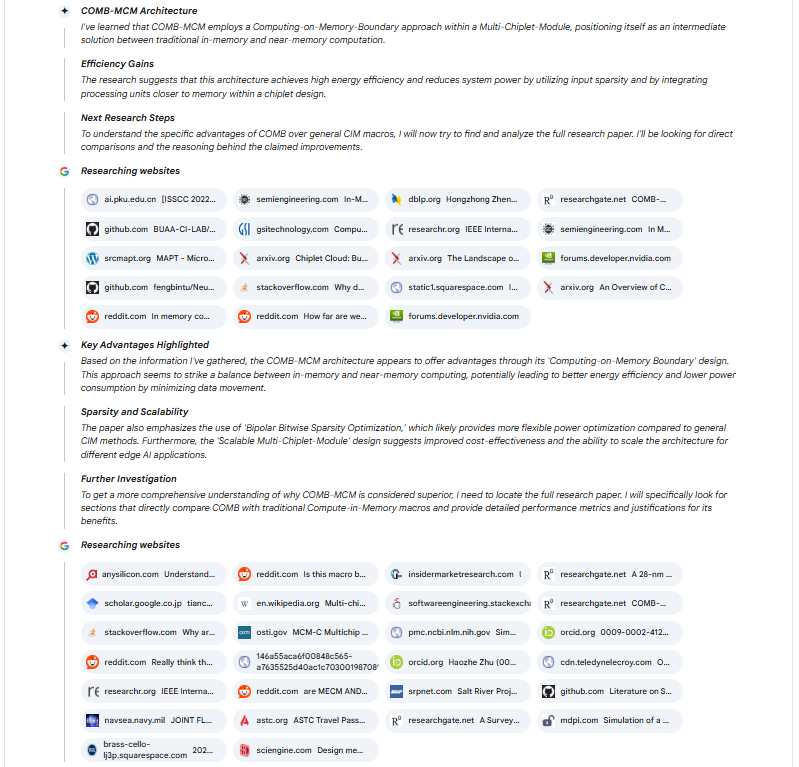 COMB-MCM Architecture
I've learned that COMB-MCM employs a Computing-on-Memory-Boundary approach within a Multi-Chiplet-Module, positioning itself as an intermediate
solution between traditional in-memory and near-memory computation.
Efficiency Gains
The research suggests that this architecture achieves high energy efficiency and reduces system power by utilizing input sparsity and by integrating
processing units closer to memory within a chiplet design.
Next Research Steps
To understand the specific advantages of COMB over general CIM macros, I will now try to find and analyze the full research paper. I'll be looking for direct
comparisons and the reasoning behind the claimed improvements.
Researching websites
ai.pku.edu.cn [ISSCC 2022... semiengineering.com In-M... dblp.org Hongzhong Zhen... researchgate.net COMB-...
github.com BUAA-CI-LAB/... gsitechnology.com Compu... researchr.org IEEE Interna... semiengineering.com In M...
srcmapt.org MAPT - Micro... arxiv.org Chiplet Cloud: Bu... arxiv.org The Landscape o... forums.developer.nvidia.com
github.com fengbintu/Neu... stackoverflow.com Why d... static1.squarespace.com I... arxiv.org An Overview of C...
reddit.com In memory co... reddit.com How far are we... forums.developer.nvidia.com
Key Advantages Highlighted
Based on the information I've gathered, the COMB-MCM architecture appears to offer advantages through its 'Computing-on-Memory Boundary' design.
This approach seems to strike a balance between in-memory and near-memory computing, potentially leading to better energy efficiency and lower power
consumption by minimizing data movement.
Sparsity and Scalability
The paper also emphasizes the use of 'Bipolar Bitwise Sparsity Optimization,' which likely provides more flexible power optimization compared to general
CIM methods. Furthermore, the 'Scalable Multi-Chiplet-Module' design suggests improved cost-effectiveness and the ability to scale the architecture for
different edge AI applications.
Further Investigation
To get a more comprehensive understanding of why COMB-MCM is considered superior, I need to locate the full research paper. I will specifically look for
sections that directly compare COMB with traditional Compute-in-Memory macros and provide detailed performance metrics and justifications for its
benefits.
Researching websites
anysilicon.com Understand... reddit.com Is this macro b... insidermarketresearch.com researchgate.net A 28-nm ...
scholar.google.co.jp tianc... en.wikipedia.org Multi-chi... softwareengineering.stackexch researchgate.net COMB-...
stackoverflow.com Why ar... osti.gov MCM-C Multichip ... pmc.ncbi.nlm.nih.gov Sim... orcid.org 0009-0002-412...
reddit.com Really think th... 146a55aca6f00848c565- orcid.org Haozhe Zhu (00... cdn.teledynelecroy.com O...
a7635525d40ac1c70300198708
researchr.org IEEE Interna... reddit.com are MECM AND... srpnet.com Salt River Proj... github.com Literature on S...
navsea.navy.mil JOINT FL... astc.org ASTC Travel Pass... researchgate.net A Survey... mdpi.com Simulation of a ...
brass-cello-
lj3p.squarespace.com 202... sciengine.com Design me...